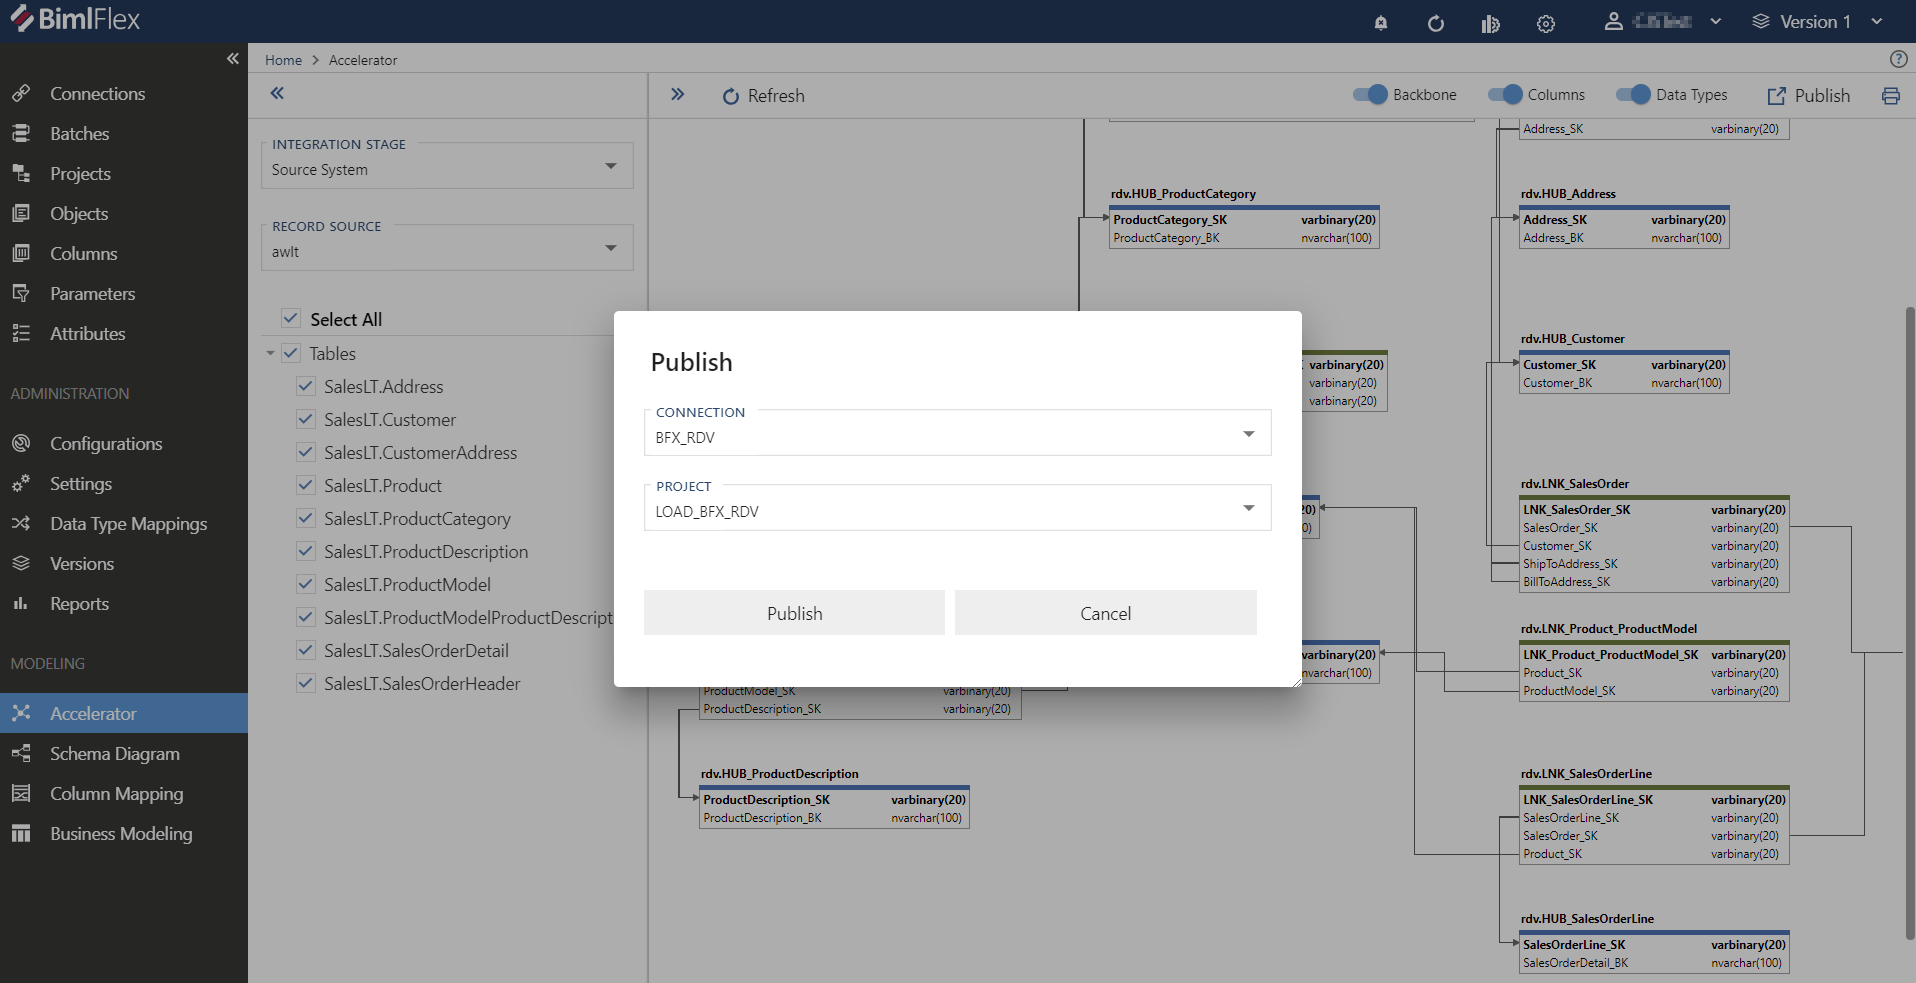 BimlFlex
Version 1
Connections
Batches
Projects
Objects
Columns
Parameters
Attributes
ADMINISTRATION
Configurations
Settings
Data Type Mappings
Versions
Reports
MODELING
Accelerator
Schema Diagram
Column Mapping
Business Modeling
Home > Accelerator
INTEGRATION STAGE
Source System
RECORD SOURCE
awlt
Select All
Tables
SalesLT.Address
SalesLT.Customer
SalesLT.CustomerAddress
SalesLT.Product
SalesLT.ProductCategory
SalesLT.ProductDescription
SalesLT.ProductModel
SalesLT.ProductModelProductDescript
SalesLT.SalesOrderDetail
SalesLT.SalesOrderHeader
Refresh
Backbone
Columns
Data Types
Publish
Address_SK varbinary(20)
rdv.HUB_ProductCategory
ProductCategory_SK varbinary(20)
ProductCategory_BK nvarchar(100)
rdv.HUB_Address
Address_SK varbinary(20)
Address_BK nvarchar(100)
rdv.HUB_Customer
Customer_SK varbinary(20)
Customer_BK nvarchar(100)
varbinary(20)
varbinary(20)
varbinary(20)
Publish
CONNECTION
BFX_RDV
PROJECT
LOAD_BFX_RDV
Publish
Cancel
20)
0)
rdv.LNK_SalesOrder
LNK_SalesOrder_SK varbinary(20)
SalesOrder_SK varbinary(20)
Customer_SK varbinary(20)
ShipToAddress_SK varbinary(20)
BillToAddress_SK varbinary(20)
rdv.LNK_Product_ProductModel
LNK_Product_ProductModel_SK varbinary(20)
Product_SK varbinary(20)
ProductModel_SK varbinary(20)
varbinary(20)
nvarchar(100)
ProductModel_SK varbinary(20)
ProductDescription_SK varbinary(20)
rdv.HUB_ProductDescription
ProductDescription_SK varbinary(20)
ProductDescription_BK nvarchar(100)
rdv.LNK_SalesOrderLine
LNK_SalesOrderLine_SK varbinary(20)
SalesOrderLine_SK varbinary(20)
SalesOrder_SK varbinary(20)
Product_SK varbinary(20)
rdv.HUB_SalesOrderLine
SalesOrderLine_SK varbinary(20)
SalesOrderDetail_BK nvarchar(100)